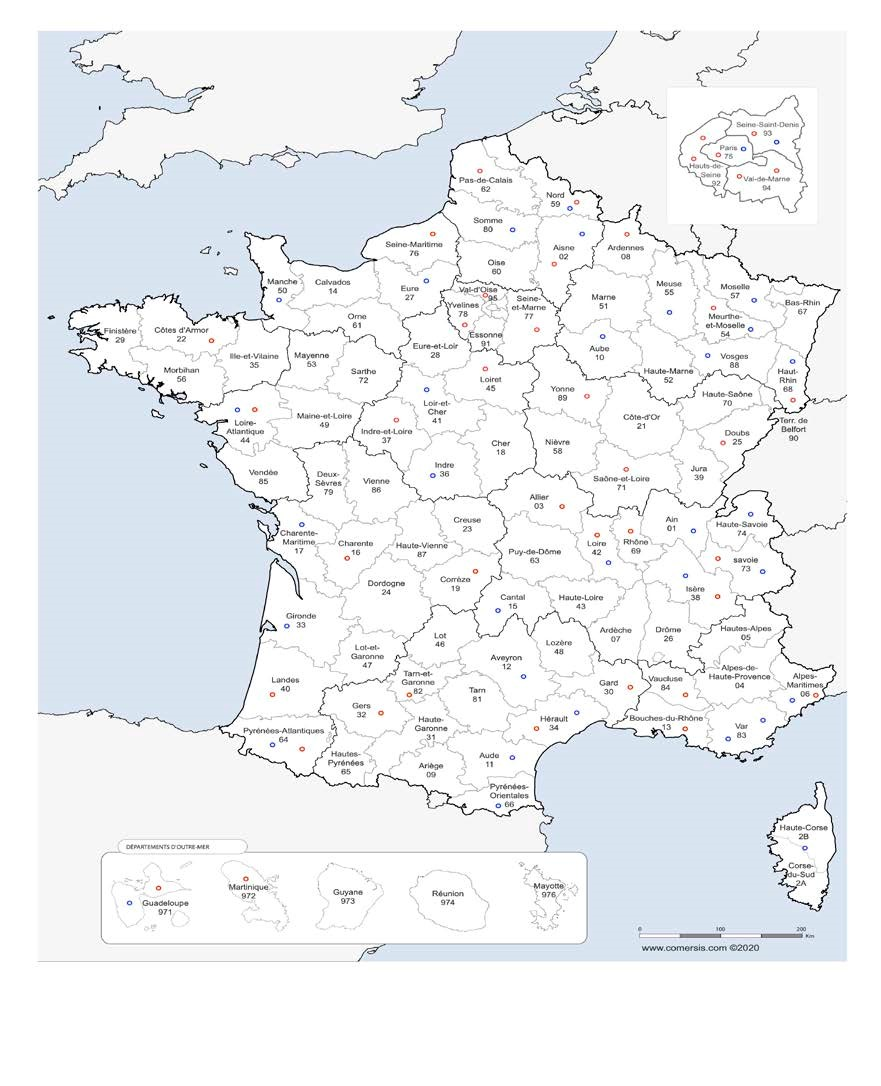 Seine-Saint-Denis
93
Paris
75
Hauts-de-
Seine
92
Val-de-Marne
94
Pas-de-Calais
62
Nord
59
Somme
80
Seine-Maritime
76
Aisne
02
Ardennes
08
Oise
60
Manche
50
Calvados
14
Eure
27
Val-d'Oise
95
Yvelines
78
Seine-
et-Marne
77
Essonne
91
Marne
51
Meuse
55
Moselle
57
Meurthe-
et-Moselle
54
Bas-Rhin
67
Finistère
29
Côtes d'Armor
22
Orne
61
Ille-et-Vilaine
35
Mayenne
53
Eure-et-Loir
28
Aube
10
Vosges
88
Haut-
Rhin
68
Morbihan
56
Sarthe
72
Loiret
45
Haute-Marne
52
Yonne
89
Haute-Saône
70
Loir-et-
Cher
41
Loire-
Atlantique
44
Maine-et-Loire
49
Indre-et-Loire
37
Côte-d'Or
21
Terr. de
Belfort
90
Doubs
25
Cher
18
Nièvre
58
Vendée
85
Deux-
Sèvres
79
Vienne
86
Indre
36
Saône-et-Loire
71
Jura
39
Allier
03
Charente-
Maritime
17
Charente
16
Haute-Vienne
87
Creuse
23
Puy-de-Dôme
63
Loire
42
Rhône
69
Ain
01
Haute-Savoie
74
savoie
73
Corrèze
19
Dordogne
24
Isère
38
Cantal
15
Haute-Loire
43
Gironde
33
Lot
46
Ardèche
07
Drôme
26
Hautes-Alpes
05
Lot-et-
Garonne
47
Aveyron
12
Lozère
48
Landes
40
Tarn-et-
Garonne
82
Gard
30
Vaucluse
84
Alpes-de-
Haute-Provence
04
Alpes-
Maritimes
06
Gers
32
Tarn
81
Haute-
Garonne
31
Hérault
34
Bouches-du-Rhône
13
Var
83
Pyrénées-Atlantiques
64
Hautes-
Pyrénées
65
Ariège
09
Aude
11
Pyrénées-
Orientales
66
Haute-Corse
2B
Corse-
du-Sud
2A
DÉPARTEMENTS D'OUTRE-MER
Guadeloupe
971
Martinique
972
Guyane
973
Réunion
974
Mayotte
976
0 100 200
Km
www.comersis.com ©2020